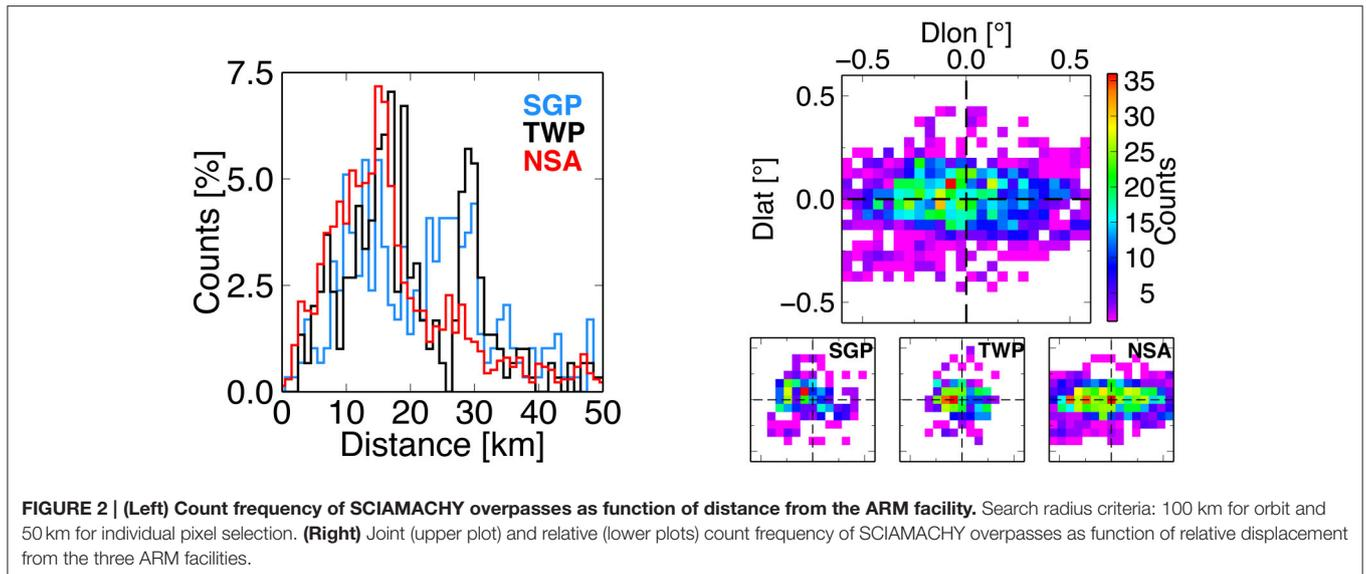 7.5
5.0
2.5
0.0
Counts [%]
0 10 20 30 40 50
Distance [km]
SGP
TWP
NSA
Dlon [°]
−0.5 0.0 0.5
0.5
0.0
−0.5
Dlat [°]
35
30
25
20
15
10
5
Counts
SGP TWP NSA
FIGURE 2 | (Left) Count frequency of SCIAMACHY overpasses as function of distance from the ARM facility. Search radius criteria: 100 km for orbit and
50 km for individual pixel selection. (Right) Joint (upper plot) and relative (lower plots) count frequency of SCIAMACHY overpasses as function of relative displacement
from the three ARM facilities.